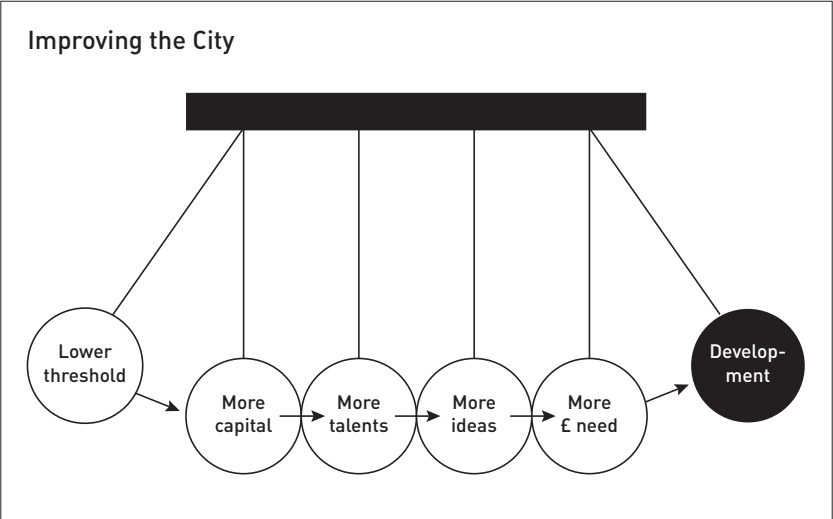 Improving the City
Lower
threshold
More
capital
More
talents
More
ideas
More
£ need
Develop-
ment